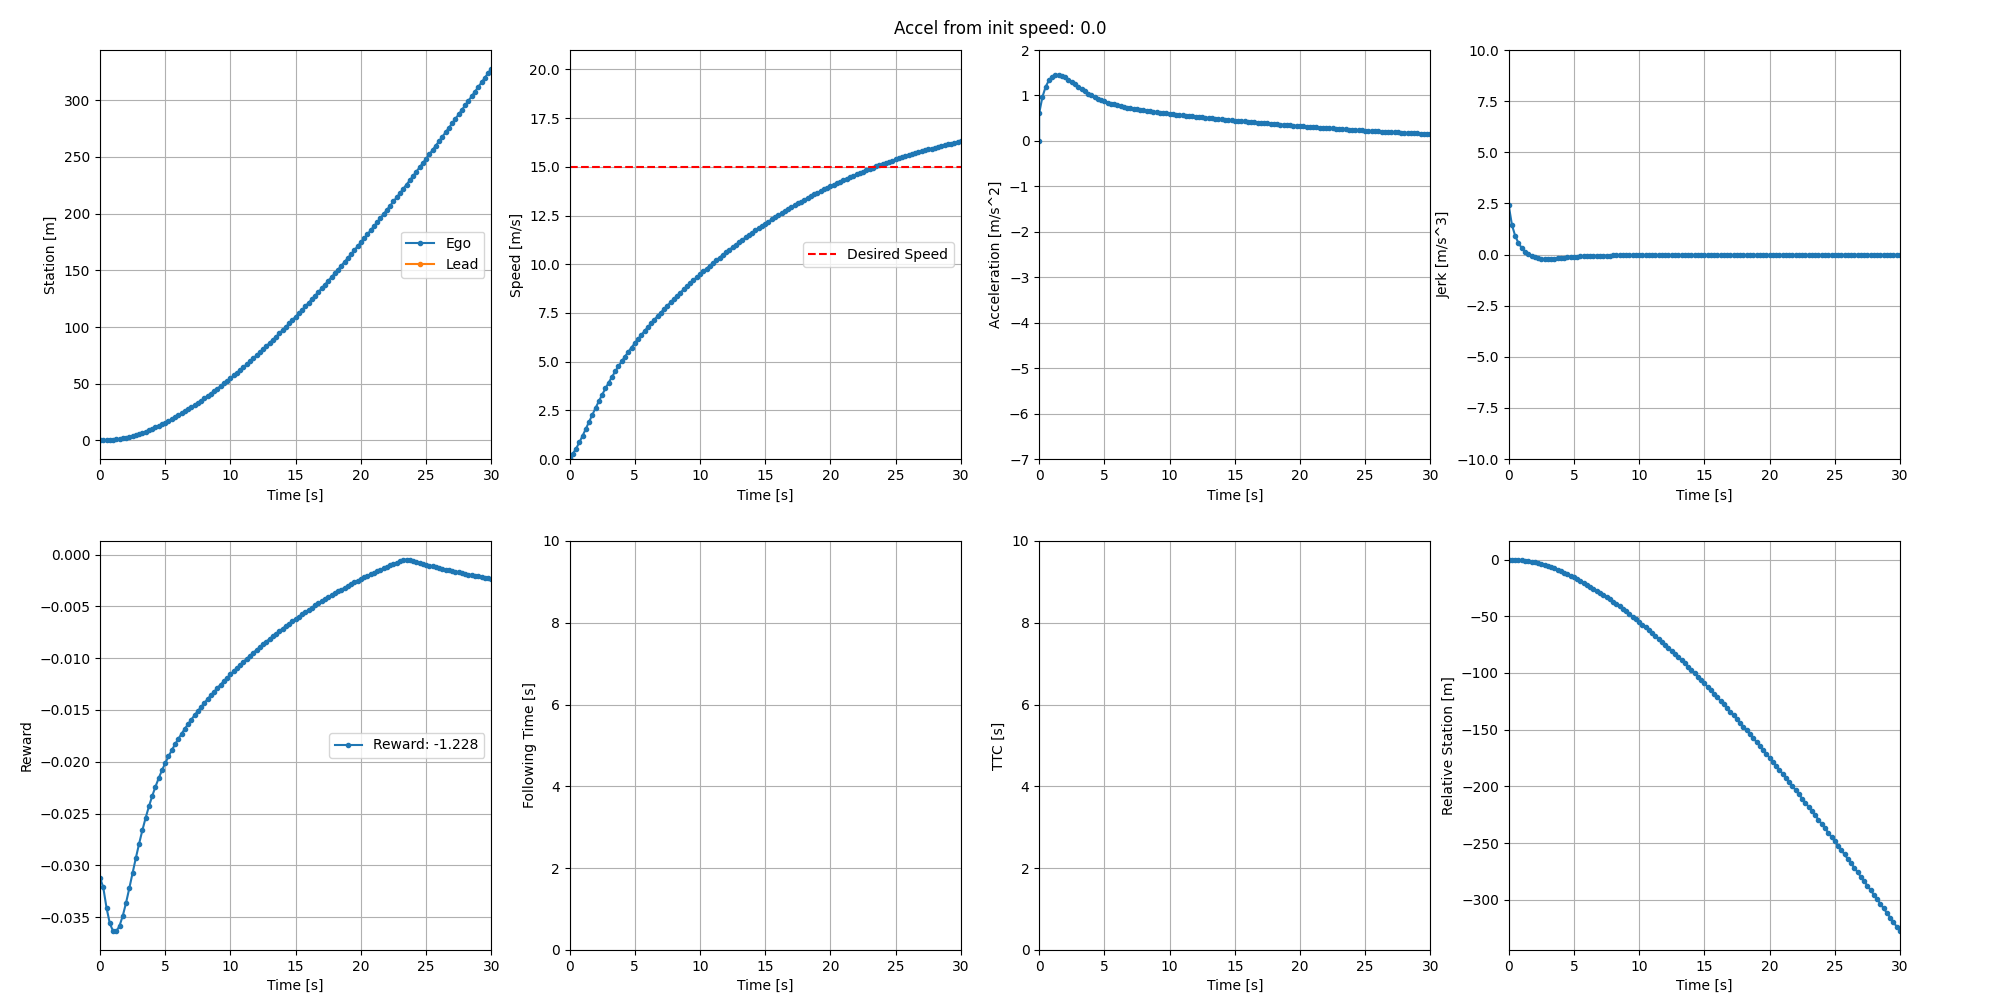 Accel from init speed: 0.0
Station [m]
300
250
200
150
100
50
0
0 5 10 15 20 25 30
Time [s]
Ego
Lead
Speed [m/s]
20.0
17.5
15.0
12.5
10.0
7.5
5.0
2.5
0.0
0 5 10 15 20 25 30
Time [s]
Desired Speed
Acceleration [m/s^2]
2
1
0
−1
−2
−3
−4
−5
−6
−7
0 5 10 15 20 25 30
Time [s]
Jerk [m/s^3]
10.0
7.5
5.0
2.5
0.0
−2.5
−5.0
−7.5
−10.0
0 5 10 15 20 25 30
Time [s]
Reward
0.000
−0.005
−0.010
−0.015
−0.020
−0.025
−0.030
−0.035
0 5 10 15 20 25 30
Time [s]
Reward: -1.228
Following Time [s]
10
8
6
4
2
0
0 5 10 15 20 25 30
Time [s]
TTC [s]
10
8
6
4
2
0
0 5 10 15 20 25 30
Time [s]
Relative Station [m]
0
−50
−100
−150
−200
−250
−300
0 5 10 15 20 25 30
Time [s]